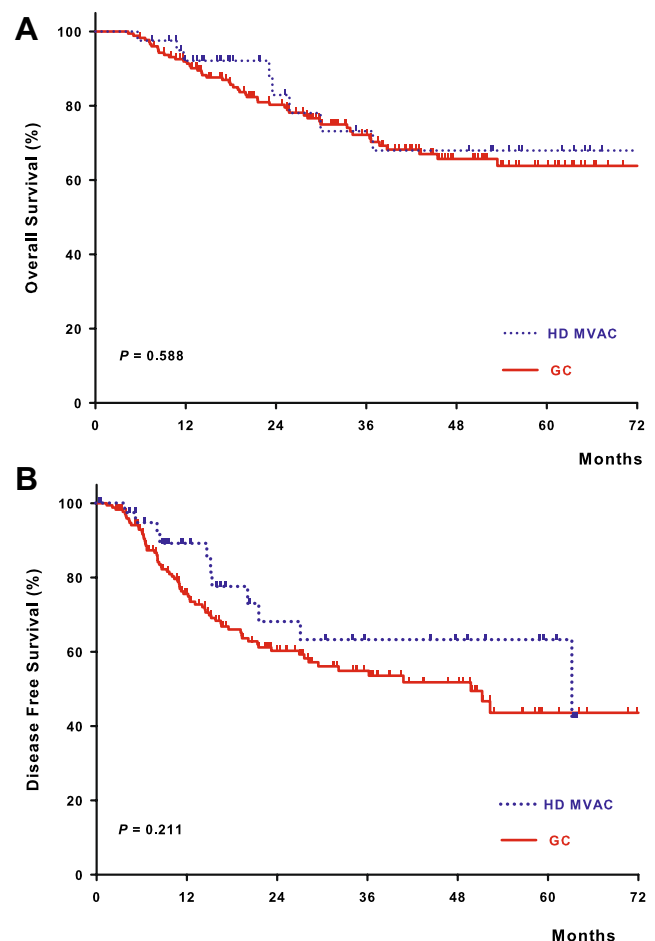 A
Overall Survival (%)
100
80
60
40
20
0
P = 0.588
HD MVAC
GC
0 12 24 36 48 60 72
Months
B
Disease Free Survival (%)
100
80
60
40
20
0
P = 0.211
HD MVAC
GC
0 12 24 36 48 60 72
Months